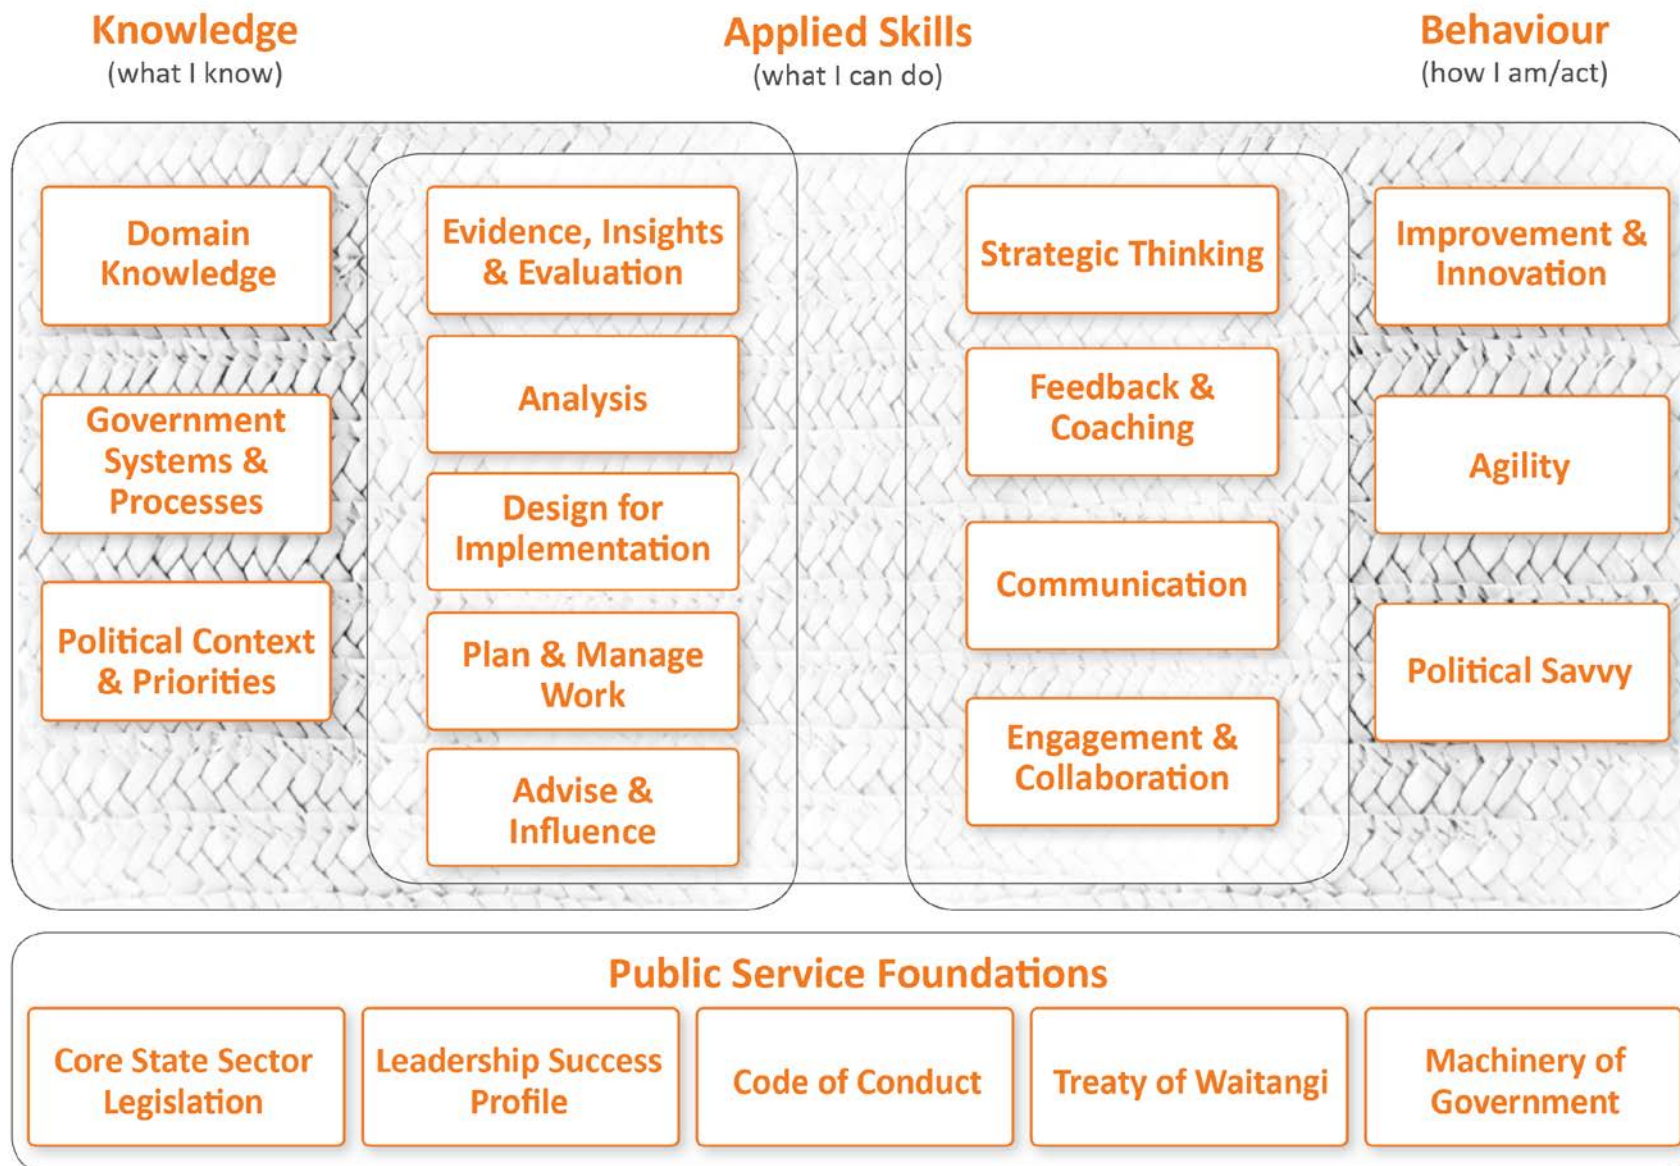 Knowledge
(what I know)
Applied Skills
(what I can do)
Behaviour
(how I am/act)
Domain
Knowledge
Government
Systems &
Processes
Political Context
& Priorities
Evidence, Insights
& Evaluation
Analysis
Design for
Implementation
Plan & Manage
Work
Advise &
Influence
Strategic Thinking
Feedback &
Coaching
Communication
Engagement &
Collaboration
Improvement &
Innovation
Agility
Political Savvy
Public Service Foundations
Core State Sector
Legislation
Leadership Success
Profile
Code of Conduct
Treaty of Waitangi
Machinery of
Government